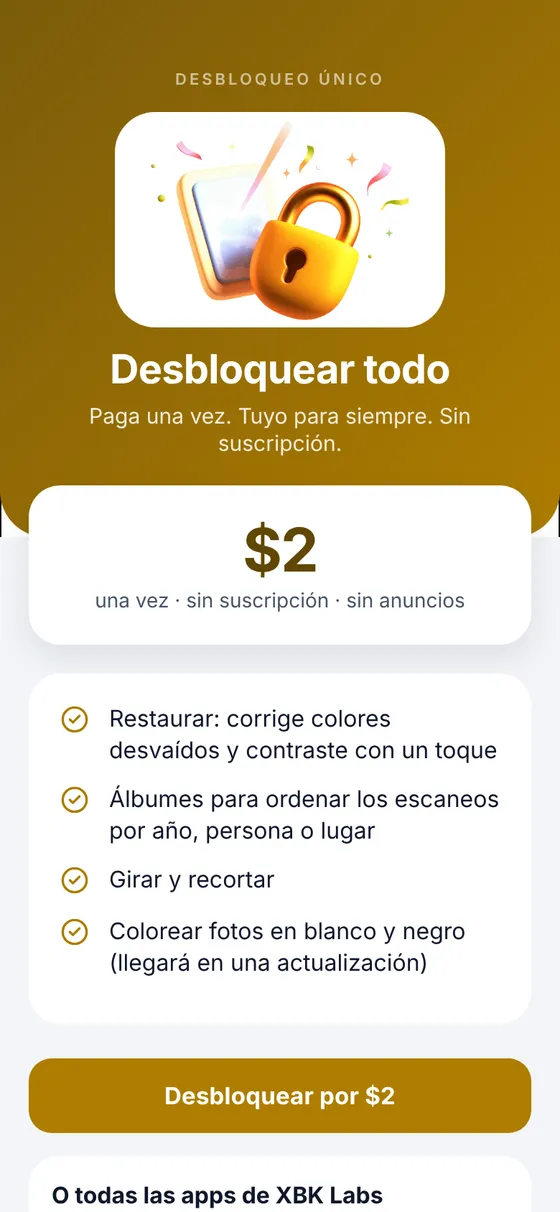 DESBLOQUEO ÚNICO
Desbloquear todo
Paga una vez. Tuyo para siempre. Sin
suscripción.
$2
una vez · sin suscripción · sin anuncios
Restaurar: corrige colores
desvaídos y contraste con un toque
Álbumes para ordenar los escaneos
por año, persona o lugar
Girar y recortar
Colorear fotos en blanco y negro
(llegará en una actualización)
Desbloquear por $2
O todas las apps de XBK Labs